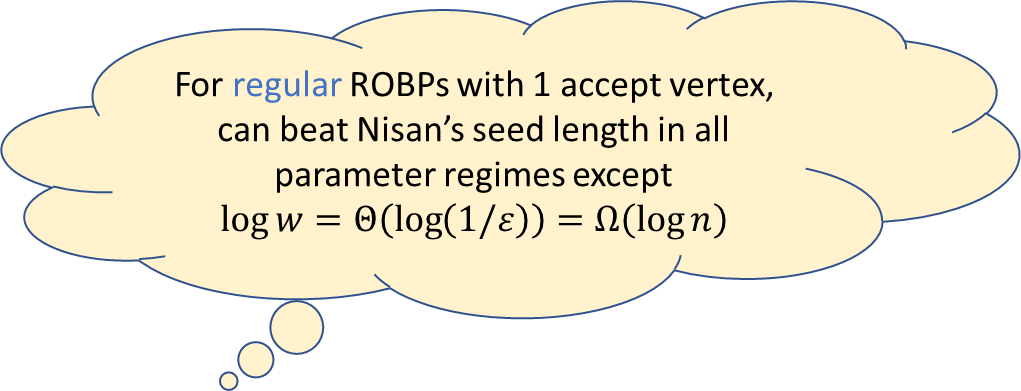 For regular ROBPs with 1 accept vertex,
can beat Nisan's seed length in all
parameter regimes except
log w = Θ(log(1/ε)) = Ω(log n)